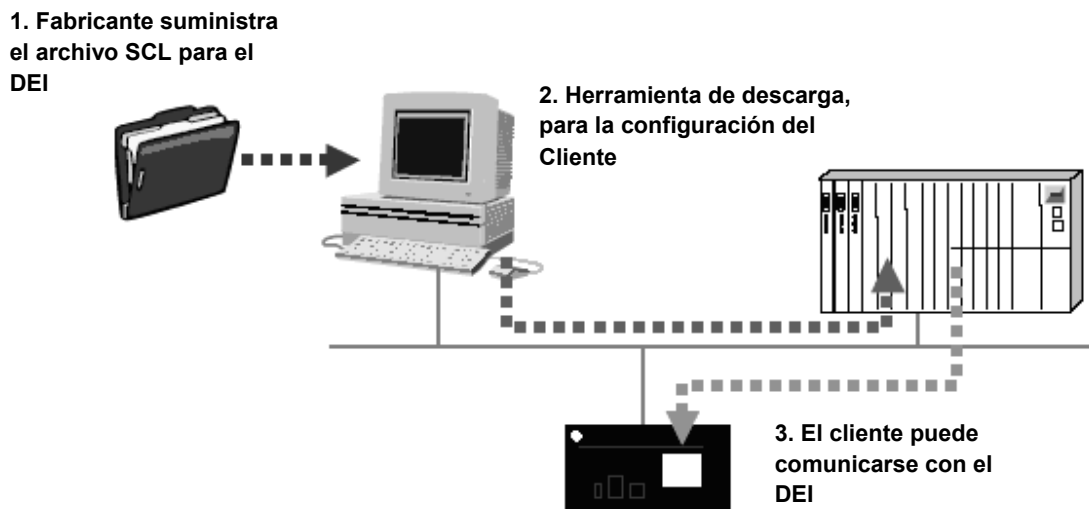 1. Fabricante suministra
el archivo SCL para el
DEI
2. Herramienta de descarga,
para la configuración del
Cliente
3. El cliente puede
comunicarse con el
DEI